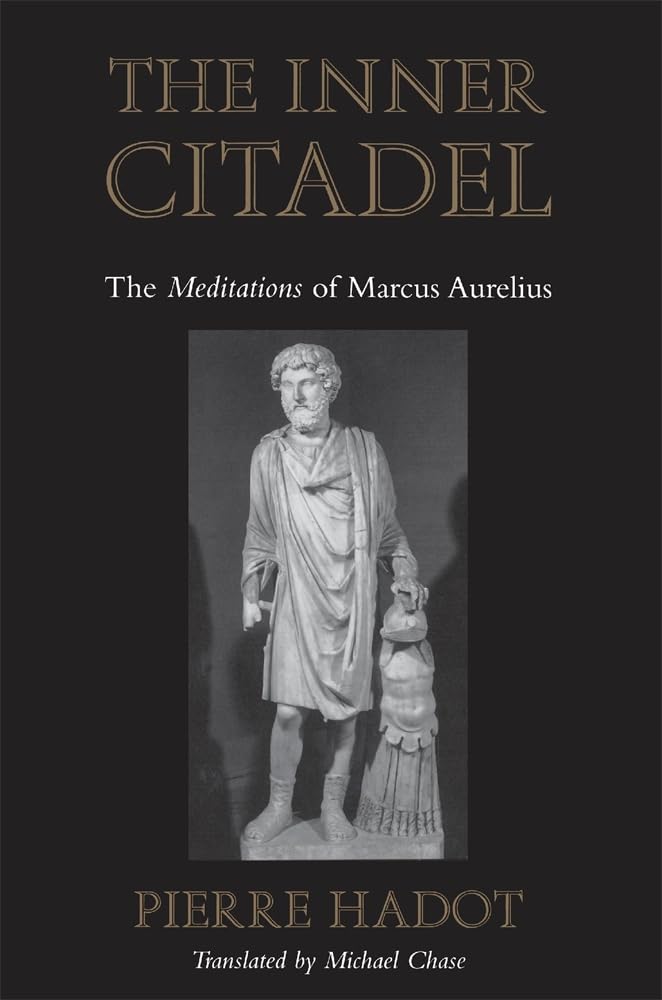 THE INNER
CITADEL
The Meditations of Marcus Aurelius
PIERRE HADOT
Translated by Michael Chase